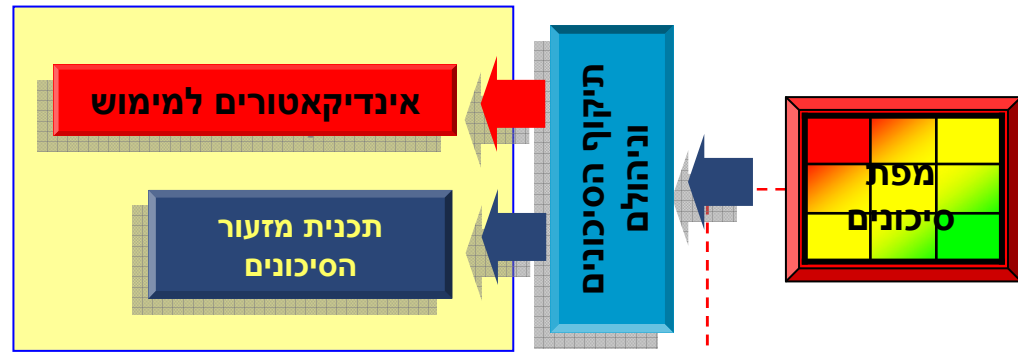 מפת
סיכונים
תיקוף הסיכונים
וניהולם
אינדיקאטורים למימוש
תכנית מזעור
הסיכונים